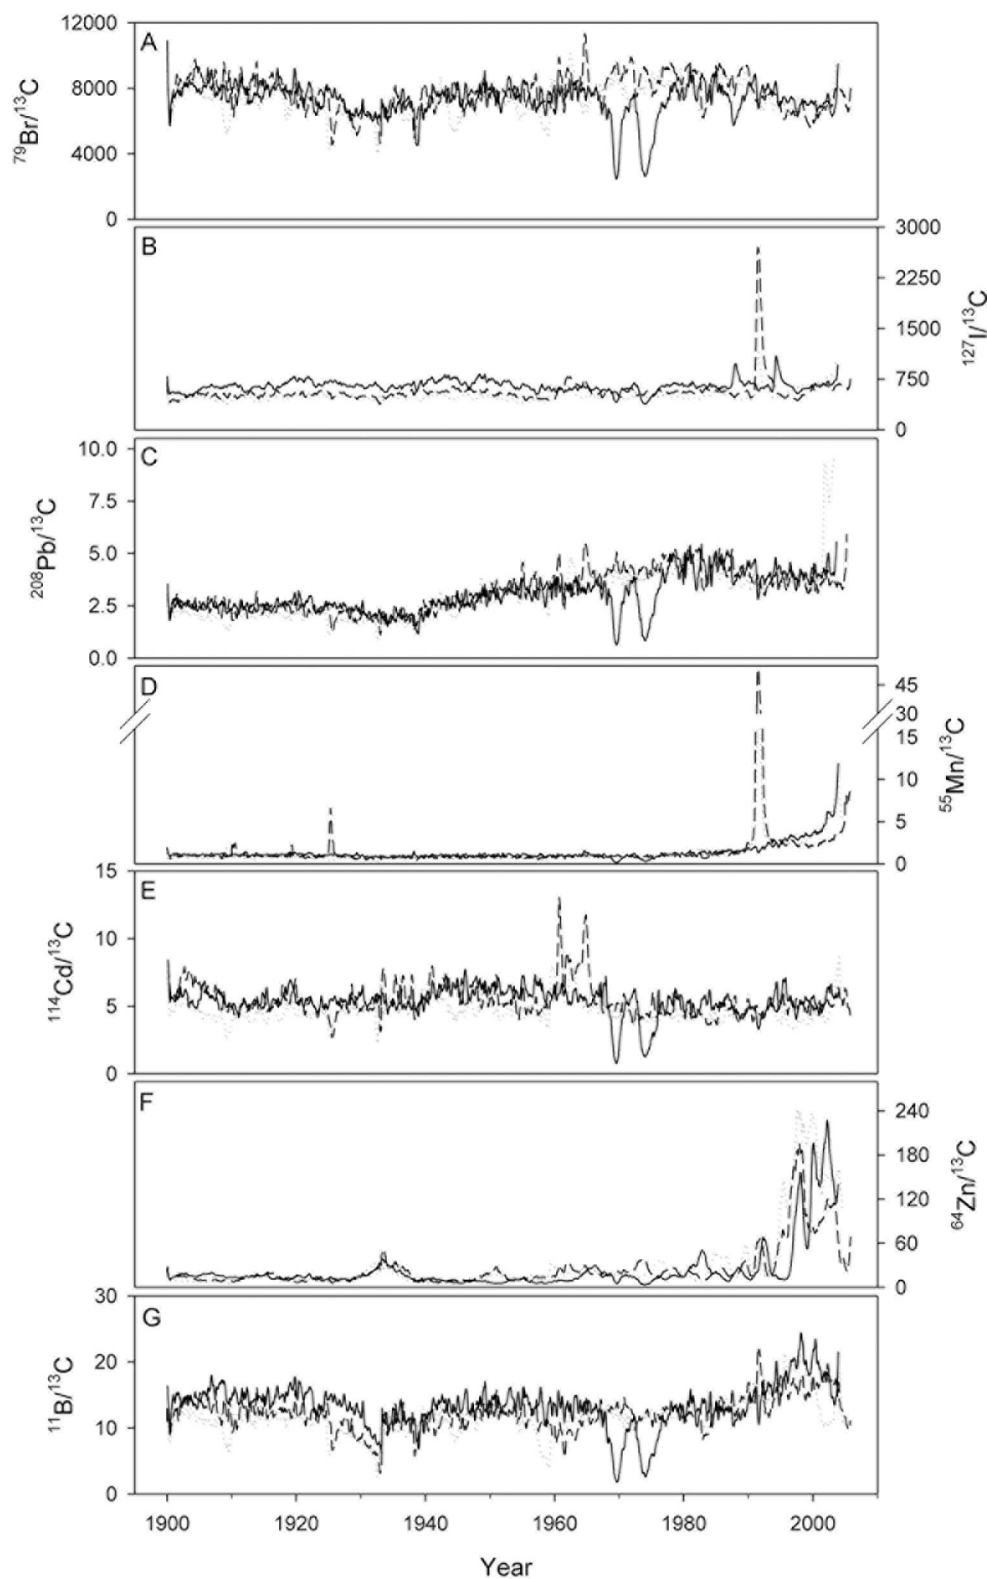 12000
8000
4000
0
⁷⁹Br/¹³C
A
B
3000
2250
1500
750
0
¹²⁷I/¹³C
10.0
7.5
5.0
2.5
0.0
²⁰⁸Pb/¹³C
C
D
45
30
15
10
5
0
⁵⁵Mn/¹³C
15
10
5
0
¹¹⁴Cd/¹³C
E
F
240
180
120
60
0
⁶⁴Zn/¹³C
30
20
10
0
¹¹B/¹³C
G
1900 1920 1940 1960 1980 2000
Year